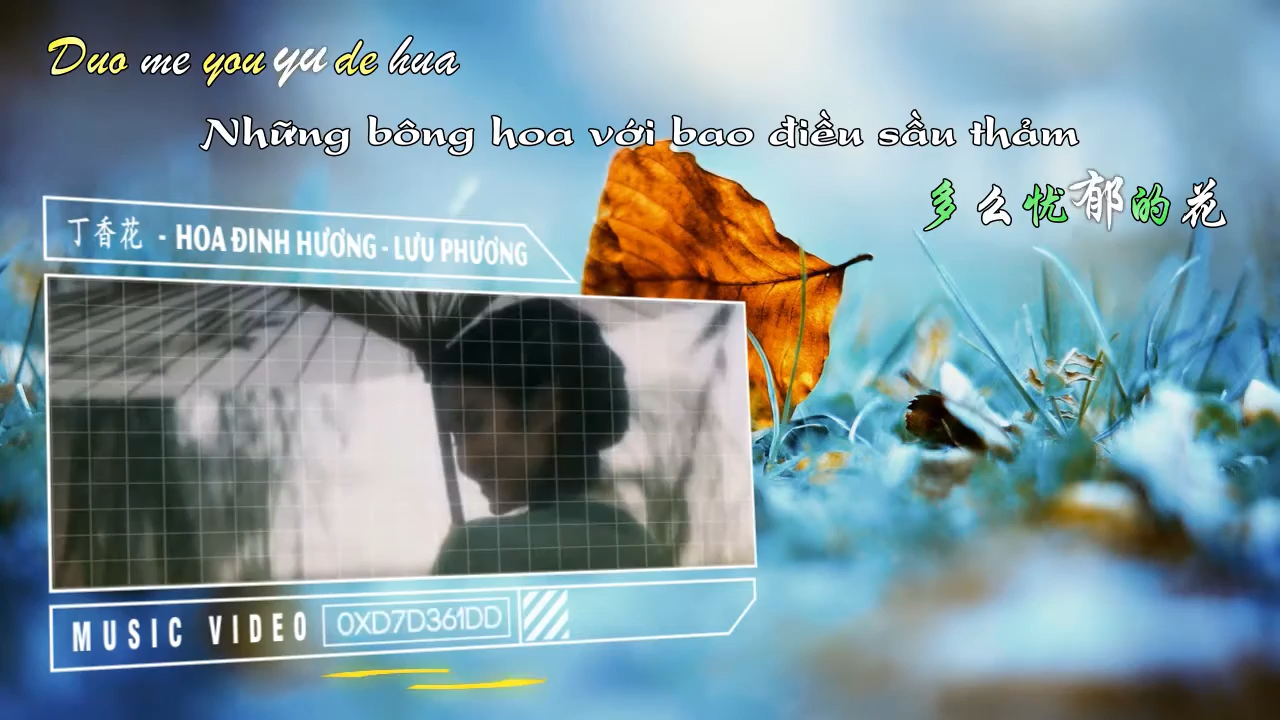 Duo me you yu de hua
Những bông hoa với bao điều sầu thảm
多么忧郁的花
丁香花 - HOA ĐINH HƯƠNG - LƯU PHƯƠNG
MUSIC VIDEO 0XD7D361DD